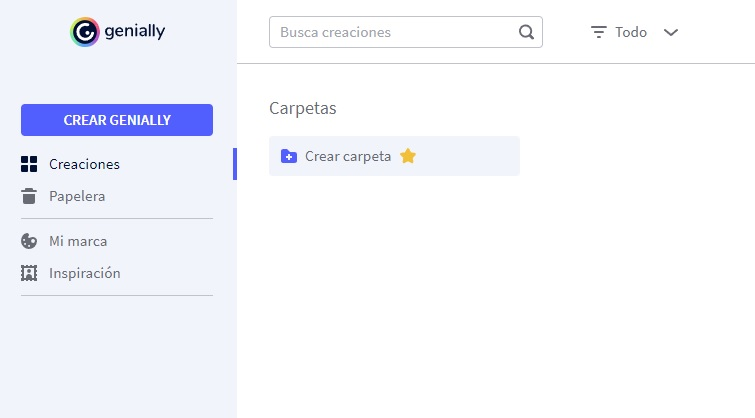 genially
Busca creaciones
Todo
CREAR GENIALLY
Creaciones
Papelera
Mi marca
Inspiración
Carpetas
Crear carpeta